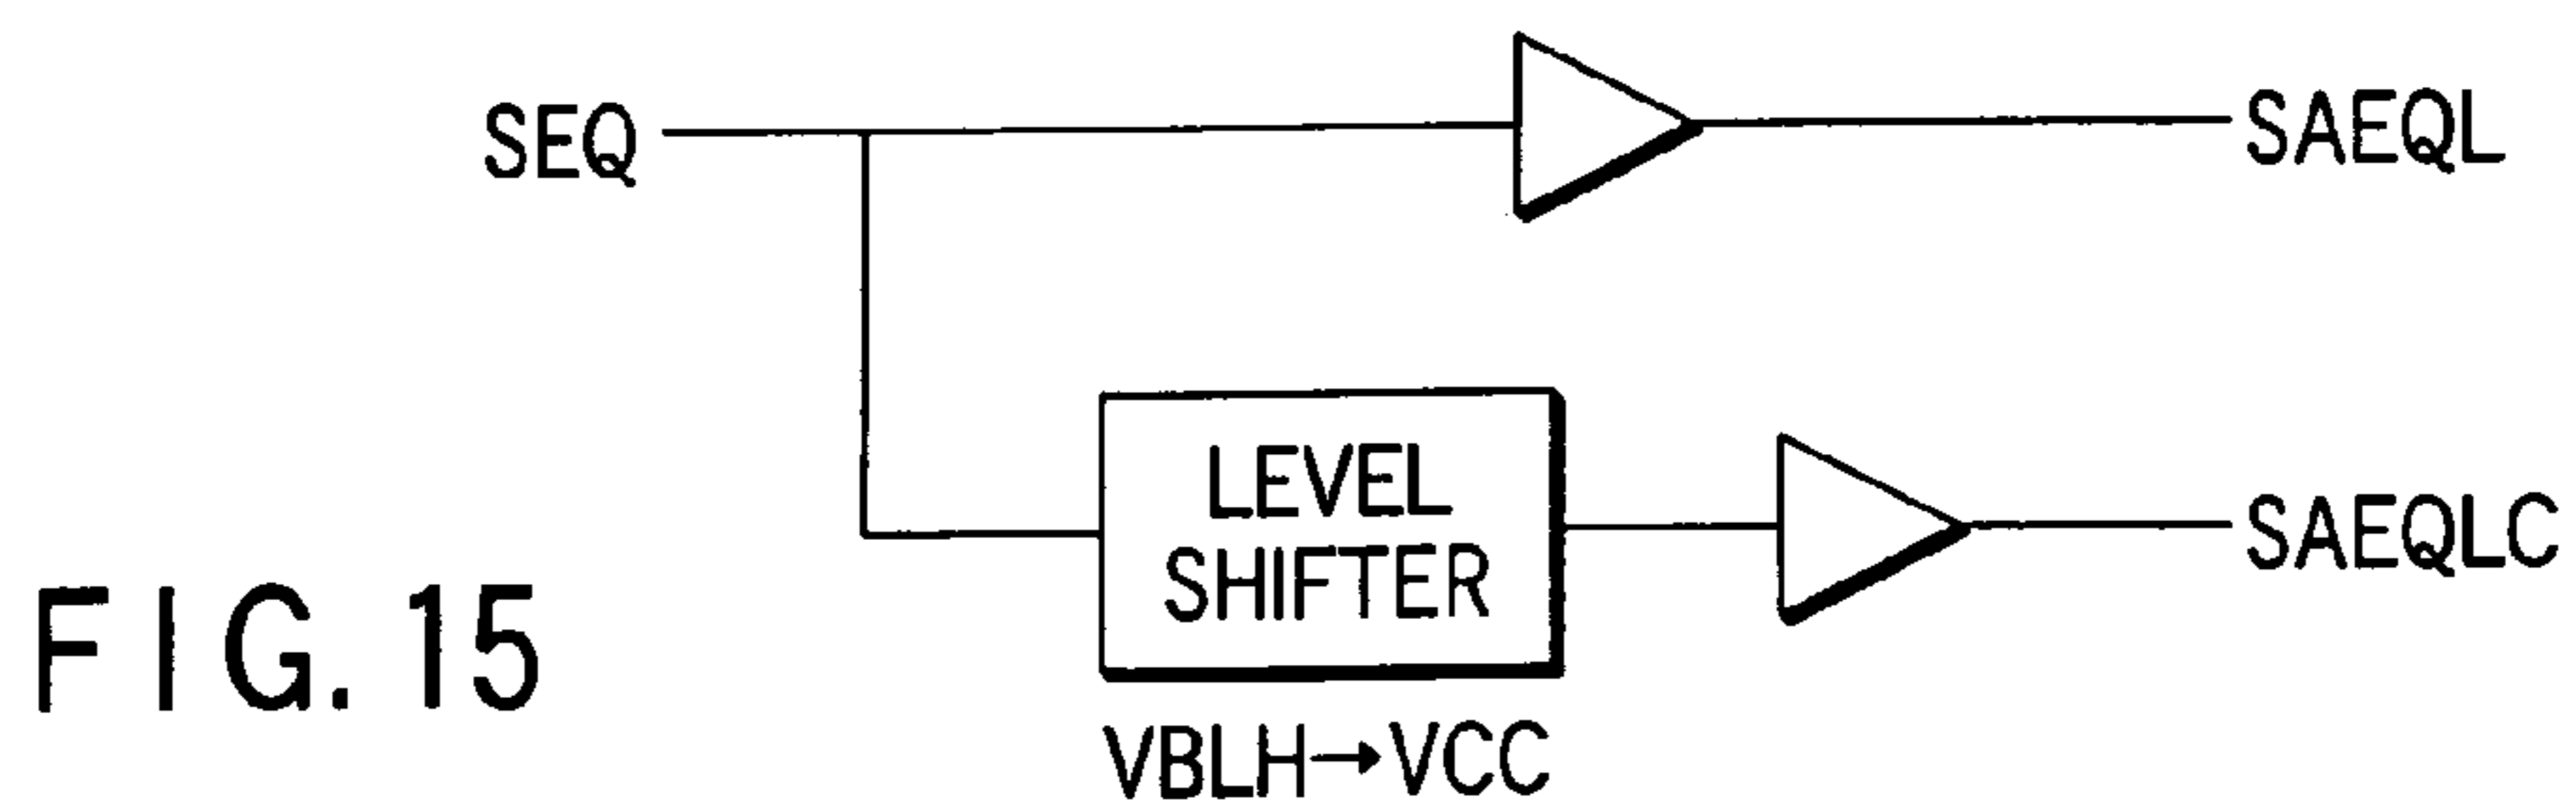 SEQ
SAEQL
LEVEL
SHIFTER
SAEQLC
VBLH→VCC
FIG. 15